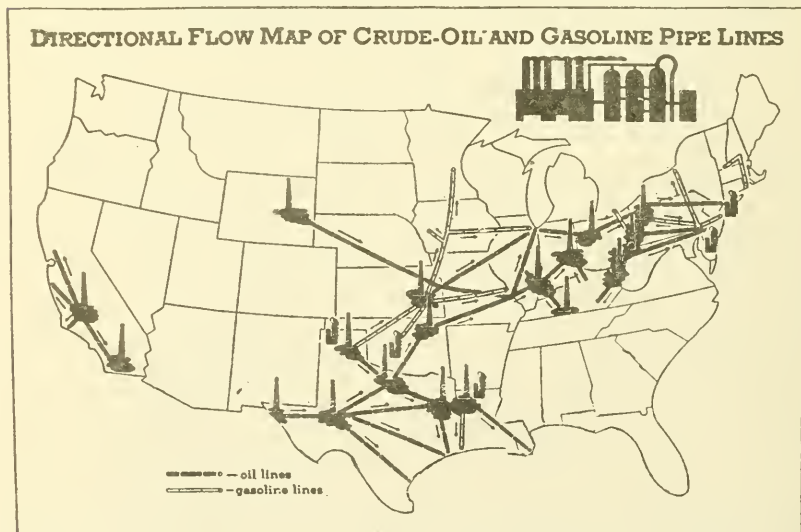 DIRECTIONAL FLOW MAP OF CRUDE-OIL AND GASOLINE PIPE LINES
- oil lines
- gasoline lines